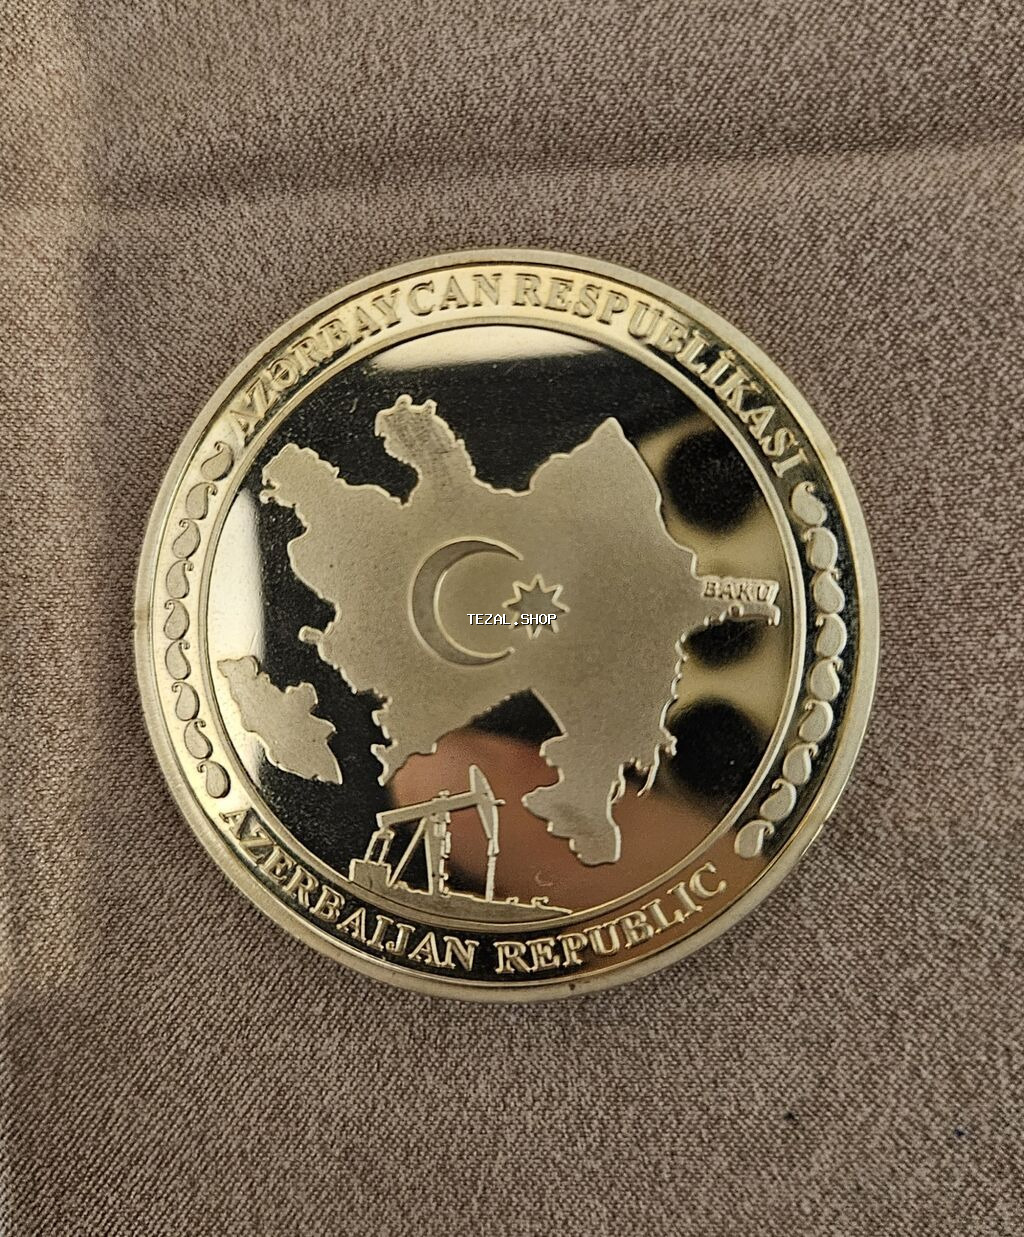 AZƏRBAYCAN RESPUBLİKASI
BAKU
TEZAL.SHOP
AZERBAIJAN REPUBLIC